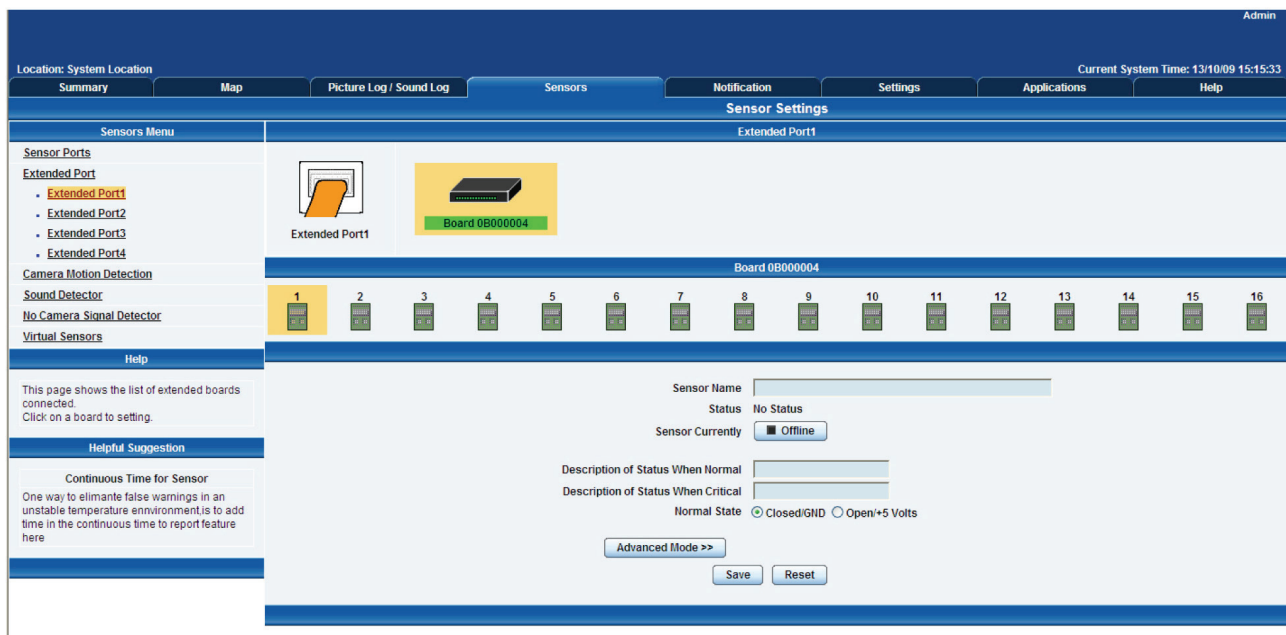 Admin
Location: System Location
Current System Time: 13/10/09 15:15:33
Summary Map Picture Log / Sound Log Sensors Notification Settings Applications Help
Sensor Settings
Sensors Menu
Sensor Ports
Extended Port
Extended Port1
Extended Port2
Extended Port3
Extended Port4
Camera Motion Detection
Sound Detector
No Camera Signal Detector
Virtual Sensors
Help
This page shows the list of extended boards
connected.
Click on a board to setting.
Helpful Suggestion
Continuous Time for Sensor
One way to elimante false warnings in an
unstable temperature ennvironment,is to add
time in the continuous time to report feature
here
Extended Port1
Extended Port1
Board 0B000004
Board 0B000004
1 2 3 4 5 6 7 8 9 10 11 12 13 14 15 16
Sensor Name
Status No Status
Sensor Currently Offline
Description of Status When Normal
Description of Status When Critical
Normal State Closed/GND Open/+5 Volts
Advanced Mode >>
Save Reset